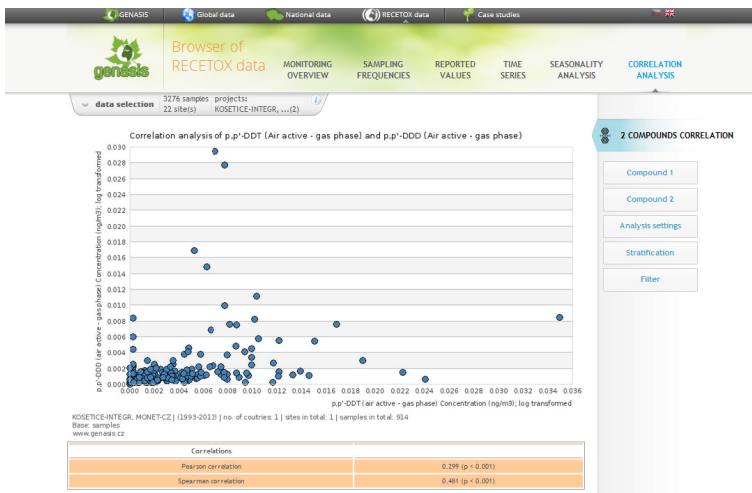 GENASIS Global data National data RECETOX data Case studies
genasis
Browser of
RECETOX data
MONITORING
OVERVIEW
SAMPLING
FREQUENCIES
REPORTED
VALUES
TIME
SERIES
SEASONALITY
ANALYSIS
CORRELATION
ANALYSIS
data selection
3276 samples projects:
22 site(s) KOSETICE-INTEGR, ...(2)
i
2 COMPOUNDS CORRELATION
Compound 1
Compound 2
Analysis settings
Stratification
Filter
Correlation analysis of p,p'-DDT (Air active - gas phase) and p,p'-DDD (Air active - gas phase)
p,p'-DDD (air active - gas phase) Concentration (ng/m3); log transformed
0.030
0.028
0.026
0.024
0.022
0.020
0.018
0.016
0.014
0.012
0.010
0.008
0.006
0.004
0.002
0.000
0.000 0.002 0.004 0.006 0.008 0.010 0.012 0.014 0.016 0.018 0.020 0.022 0.024 0.026 0.028 0.030 0.032 0.034 0.036
p,p'-DDT (air active - gas phase) Concentration (ng/m3); log transformed
KOSETICE-INTEGR, MONET-CZ | (1993-2013) | no. of coutries: 1 | sites in total: 1 | samples in total: 914
Base: samples
www.genasis.cz
Correlations
Pearson correlation 0.299 (p < 0.001)
Spearman correlation 0.481 (p < 0.001)